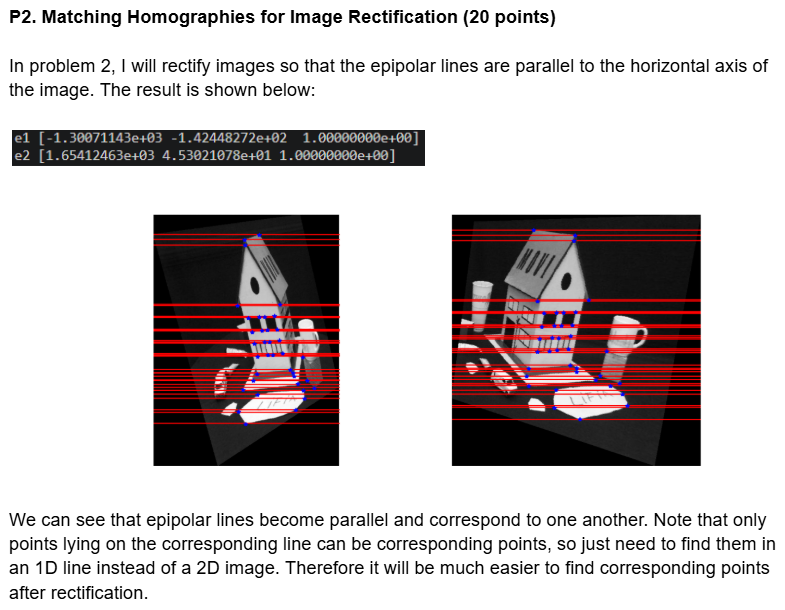 P2. Matching Homographies for Image Rectification (20 points)
In problem 2, I will rectify images so that the epipolar lines are parallel to the horizontal axis of
the image. The result is shown below:
e1 [-1.30071143e+03 -1.42448272e+02  1.00000000e+00]
e2 [1.65412463e+03 4.53021078e+01 1.00000000e+00]
We can see that epipolar lines become parallel and correspond to one another. Note that only
points lying on the corresponding line can be corresponding points, so just need to find them in
an 1D line instead of a 2D image. Therefore it will be much easier to find corresponding points
after rectification.